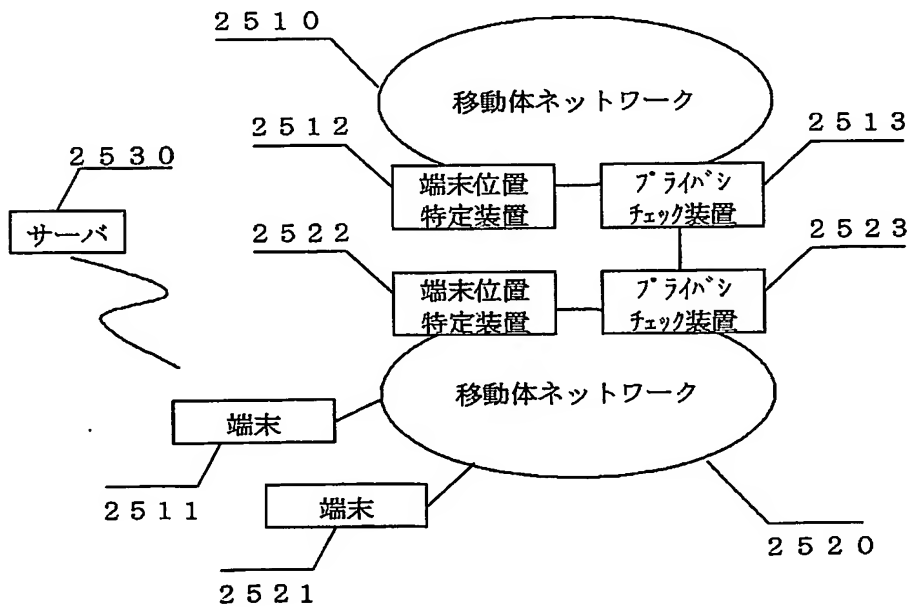 ２５１０
移動体ネットワーク
２５１２
２５１３
２５３０
端末位置
特定装置
プライバシ
チェック装置
サーバ
２５２２
２５２３
端末位置
特定装置
プライバシ
チェック装置
移動体ネットワーク
端末
２５１１
端末
２５２０
２５２１